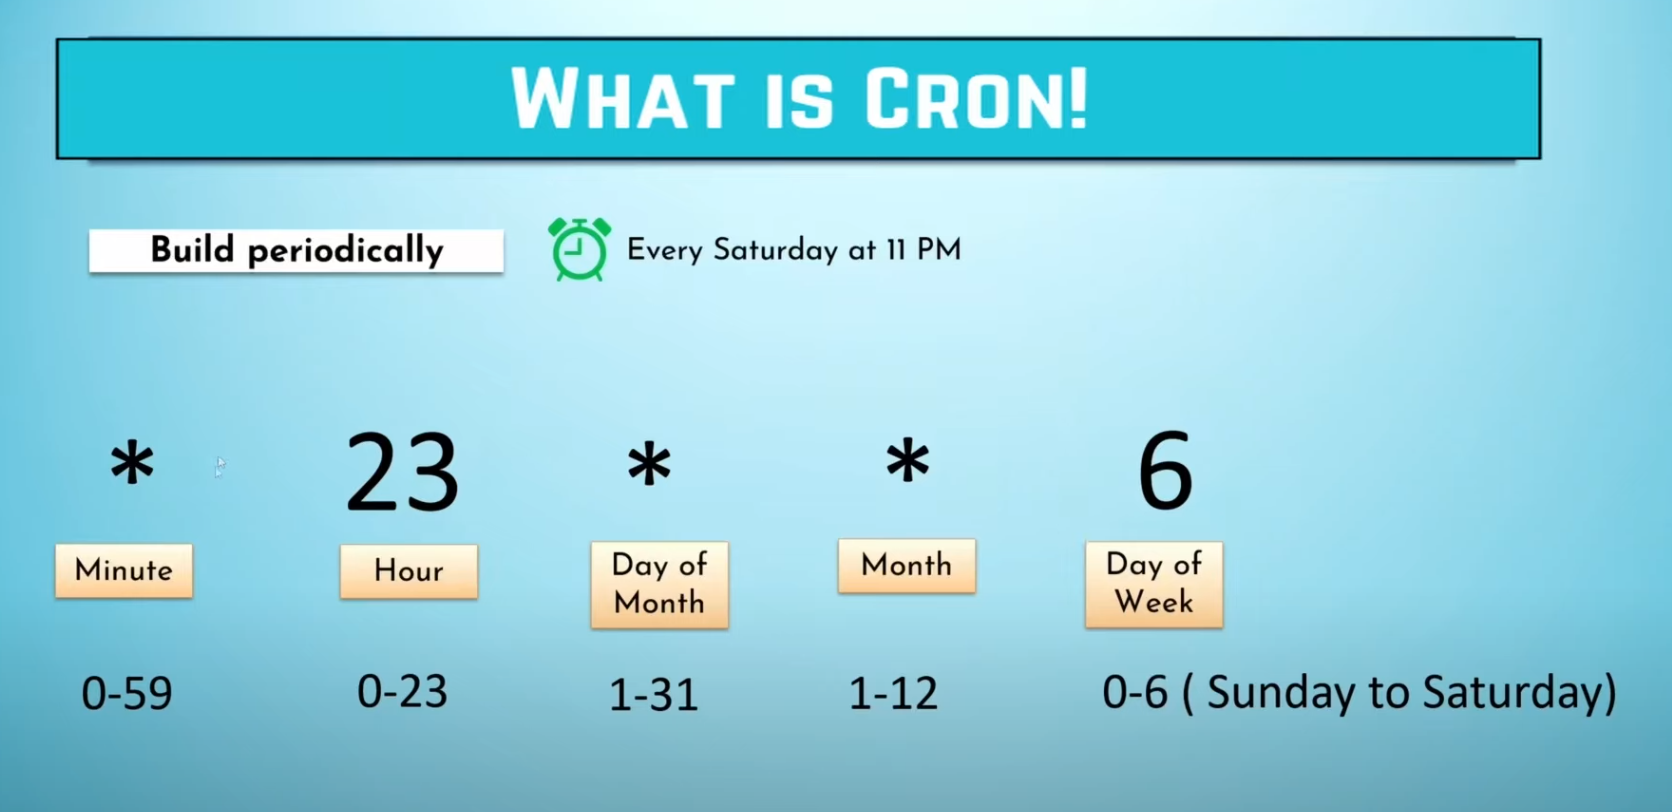 WHAT IS CRON!
Build periodically
Every Saturday at 11 PM
* 23 * * 6
Minute
Hour
Day of
Month
Month
Day of
Week
0-59
0-23
1-31
1-12
0-6 ( Sunday to Saturday)